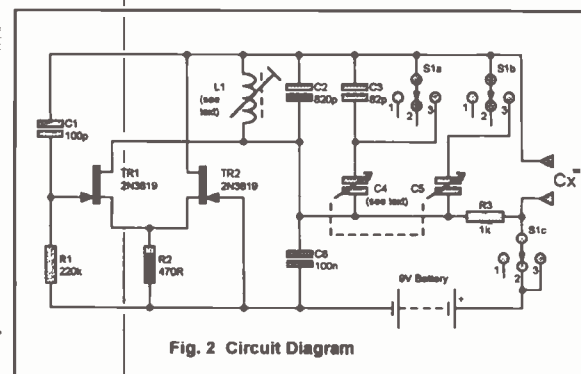 S1a
S1b
L1
(see
text)
C2
820p
C3
82p
1
2
3
1
2
3
C1
100p
TR1
2N3819
TR2
2N3819
C4
(see text)
C5
Cx
R3
1k
S1c
R1
220k
R2
470R
C6
100n
1
2
3
9V Battery
+
Fig. 2 Circuit Diagram